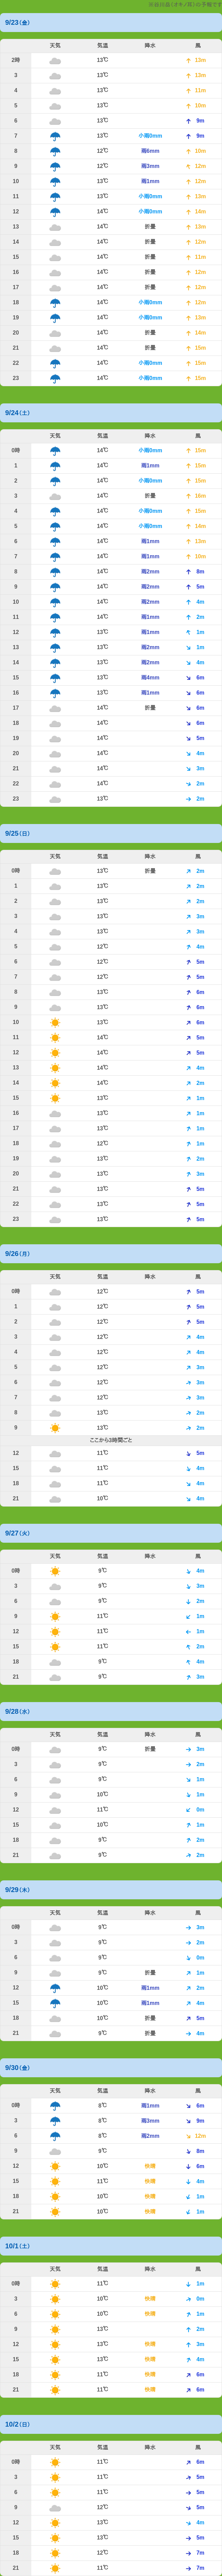 (オキノ耳)の予報です
9/23(金)
天気 気温 降水 風
2時 13℃ 13m
3 13℃ 13m
4 13℃ 11m
5 13℃ 10m
6 13℃ 9m
7 13℃ 小雨0mm 9m
8 12℃ 雨6mm 10m
9 12℃ 雨3mm 12m
10 12℃ 雨1mm 13m
11 13℃ 小雨0mm 13m
12 14℃ 小雨0mm 14m
13 14℃ 折曇 13m
14 14℃ 折曇 12m
15 14℃ 折曇 11m
16 14℃ 折曇 12m
17 14℃ 折曇 12m
18 14℃ 小雨0mm 12m
19 14℃ 小雨0mm 13m
20 14℃ 折曇 14m
21 14℃ 折曇 15m
22 14℃ 小雨0mm 15m
23 14℃ 小雨0mm 15m
9/24(土)
天気 気温 降水 風
0時 14℃ 小雨0mm 15m
1 14℃ 雨1mm 15m
2 14℃ 小雨0mm 15m
3 14℃ 折曇 16m
4 14℃ 小雨0mm 15m
5 14℃ 小雨0mm 14m
6 14℃ 雨1mm 12m
7 14℃ 雨1mm 10m
8 14℃ 雨2mm 8m
9 14℃ 雨2mm 5m
10 14℃ 雨2mm 4m
11 14℃ 雨1mm 2m
12 13℃ 雨1mm 1m
13 14℃ 雨2mm 1m
14 13℃ 雨2mm 4m
15 14℃ 雨4mm 6m
16 14℃ 雨1mm 6m
17 14℃ 折曇 6m
18 14℃ 6m
19 14℃ 5m
20 14℃ 4m
21 14℃ 3m
22 14℃ 2m
23 13℃ 2m
9/25(日)
天気 気温 降水 風
0時 13℃ 折曇 2m
1 13℃ 2m
2 13℃ 2m
3 13℃ 3m
4 13℃ 3m
5 12℃ 4m
6 12℃ 5m
7 12℃ 5m
8 13℃ 6m
9 13℃ 6m
10 13℃ 6m
11 14℃ 5m
12 14℃ 5m
13 14℃ 4m
14 14℃ 2m
15 13℃ 1m
16 13℃ 1m
17 13℃ 1m
18 12℃ 1m
19 13℃ 2m
20 13℃ 3m
21 13℃ 5m
22 13℃ 5m
23 13℃ 5m
9/26(月)
天気 気温 降水 風
0時 12℃ 5m
1 12℃ 5m
2 12℃ 5m
3 12℃ 4m
4 12℃ 4m
5 12℃ 3m
6 12℃ 3m
7 12℃ 3m
8 13℃ 2m
9 13℃ 2m
ここから3時間ごと
12 11℃ 5m
15 11℃ 4m
18 11℃ 4m
21 10℃ 4m
9/27(火)
天気 気温 降水 風
0時 9℃ 4m
3 9℃ 3m
6 9℃ 2m
9 11℃ 1m
12 11℃ 1m
15 11℃ 2m
18 9℃ 4m
21 9℃ 3m
9/28(水)
天気 気温 降水 風
0時 9℃ 折曇 3m
3 9℃ 2m
6 9℃ 1m
9 10℃ 1m
12 11℃ 0m
15 10℃ 1m
18 9℃ 2m
21 9℃ 2m
9/29(木)
天気 気温 降水 風
0時 9℃ 3m
3 9℃ 2m
6 9℃ 0m
9 9℃ 折曇 1m
12 10℃ 雨1mm 2m
15 10℃ 雨1mm 4m
18 10℃ 折曇 5m
21 9℃ 折曇 4m
9/30(金)
天気 気温 降水 風
0時 8℃ 雨1mm 6m
3 8℃ 雨3mm 9m
6 8℃ 雨2mm 12m
9 9℃ 8m
12 10℃ 快晴 6m
15 11℃ 快晴 4m
18 10℃ 快晴 1m
21 10℃ 快晴 1m
10/1(土)
天気 気温 降水 風
0時 11℃ 1m
3 10℃ 快晴 0m
6 10℃ 快晴 1m
9 13℃ 2m
12 13℃ 快晴 3m
15 13℃ 快晴 4m
18 11℃ 快晴 6m
21 11℃ 快晴 6m
10/2(日)
天気 気温 降水 風
0時 11℃ 6m
3 11℃ 5m
6 11℃ 5m
9 12℃ 5m
12 13℃ 4m
15 13℃ 5m
18 12℃ 7m
21 11℃ 7m